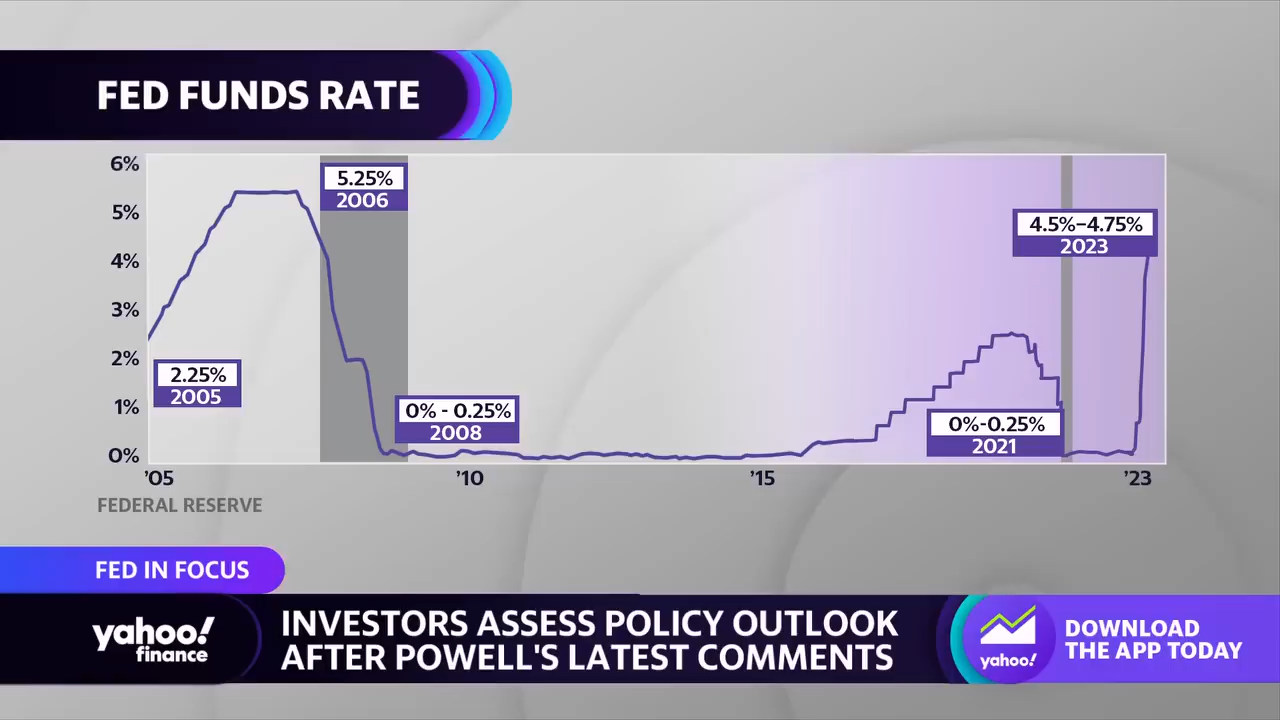 FED FUNDS RATE
6%
5%
4%
3%
2%
1%
0%
5.25%
2006
4.5%–4.75%
2023
2.25%
2005
0% - 0.25%
2008
0%-0.25%
2021
’05
’10
’15
’23
FEDERAL RESERVE
FED IN FOCUS
yahoo!
finance
INVESTORS ASSESS POLICY OUTLOOK
AFTER POWELL'S LATEST COMMENTS
yahoo!
DOWNLOAD
THE APP TODAY